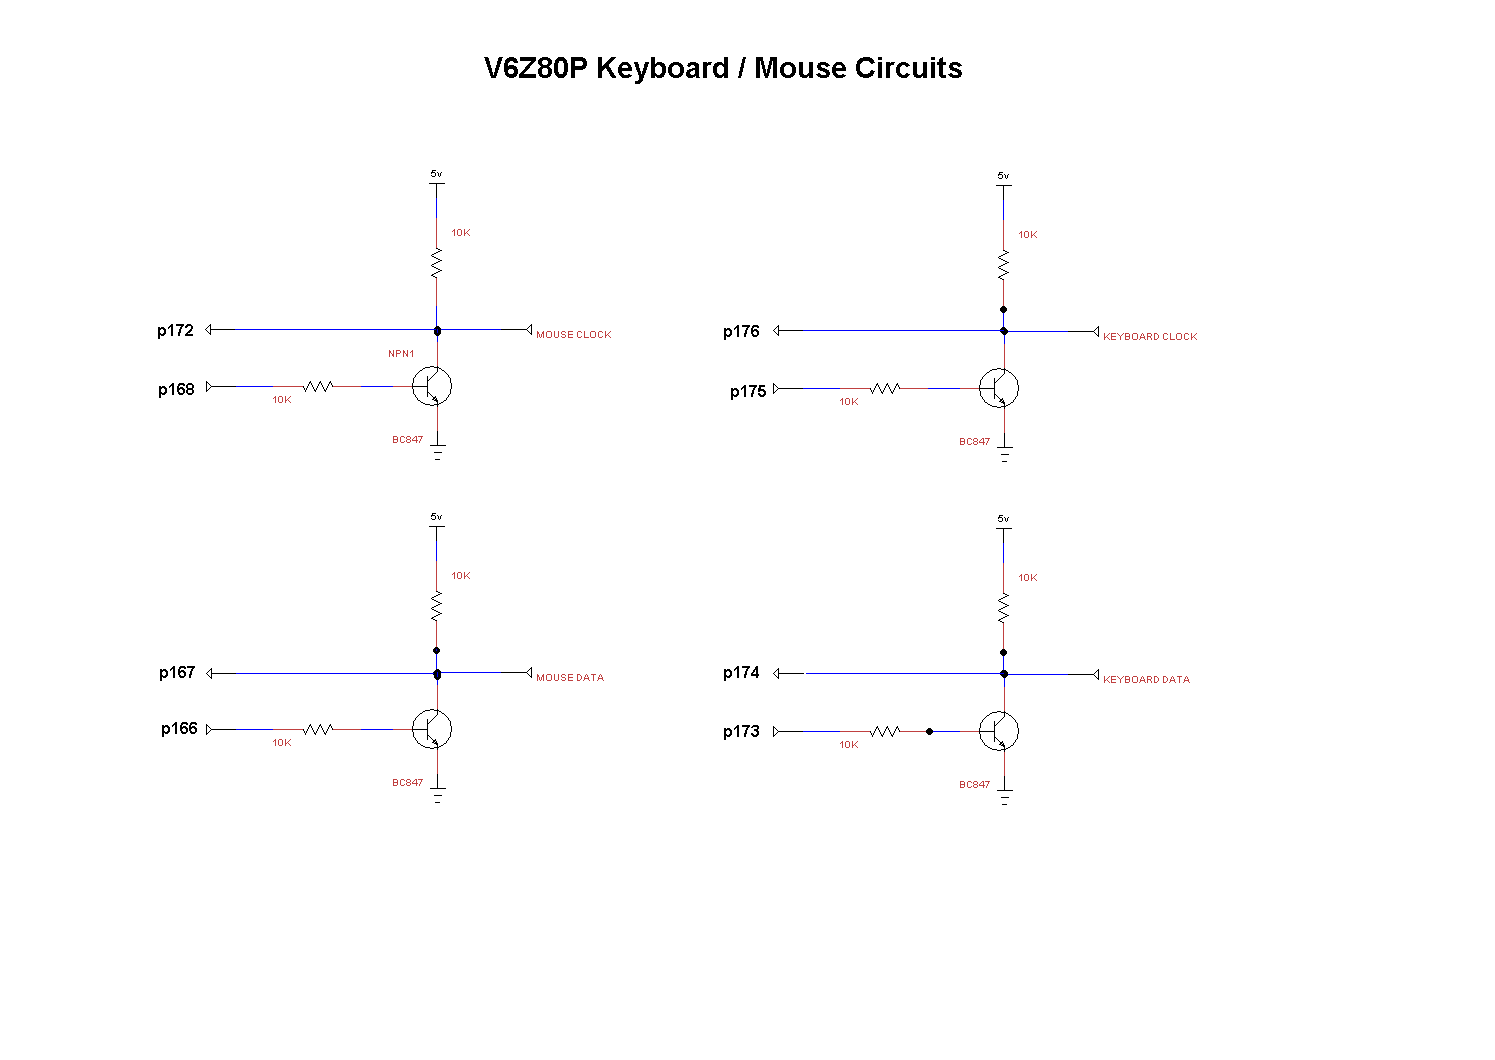 V6Z80P Keyboard / Mouse Circuits
5v
10K
p172
MOUSE CLOCK
NPN1
p168
10K
BC847
5v
10K
p176
KEYBOARD CLOCK
p175
10K
BC847
5v
10K
p167
MOUSE DATA
p166
10K
BC847
5v
10K
p174
KEYBOARD DATA
p173
10K
BC847